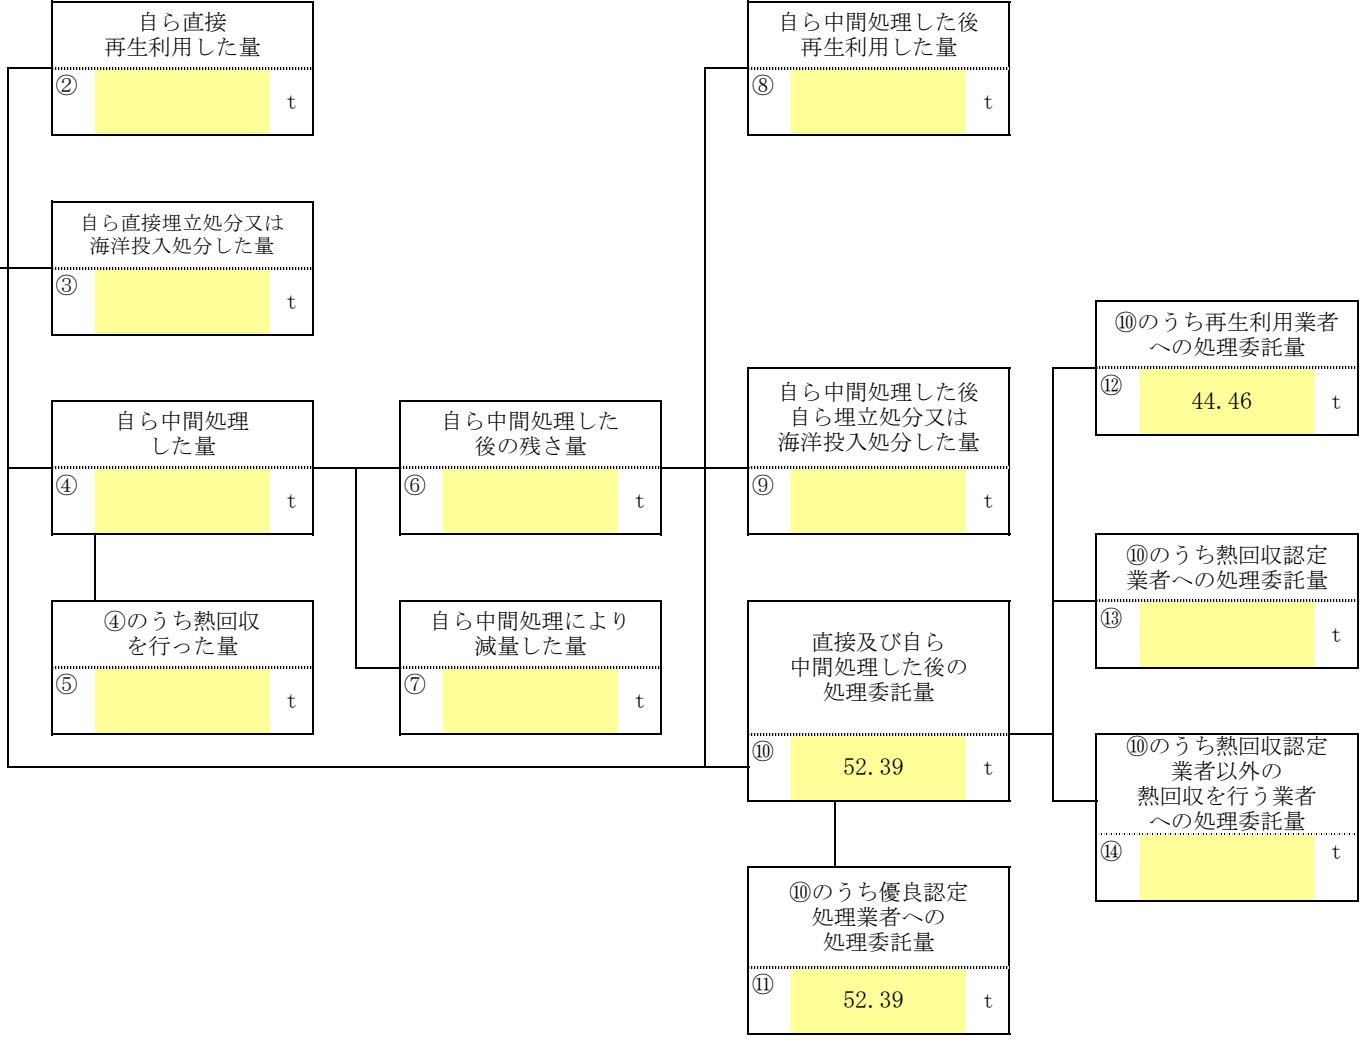 自ら直接
再生利用した量
②
t
自ら中間処理した後
再生利用した量
⑧
t
自ら直接埋立処分又は
海洋投入処分した量
③
t
⑩のうち再生利用業者
への処理委託量
⑫
44.46
t
自ら中間処理
した量
④
t
自ら中間処理した
後の残さ量
⑥
t
自ら中間処理した後
自ら埋立処分又は
海洋投入処分した量
⑨
t
⑩のうち熱回収認定
業者への処理委託量
⑬
t
④のうち熱回収
を行った量
⑤
t
自ら中間処理により
減量した量
⑦
t
直接及び自ら
中間処理した後の
処理委託量
⑩
52.39
t
⑩のうち熱回収認定
業者以外の
熱回収を行う業者
への処理委託量
⑭
t
⑩のうち優良認定
処理業者への
処理委託量
⑪
52.39
t